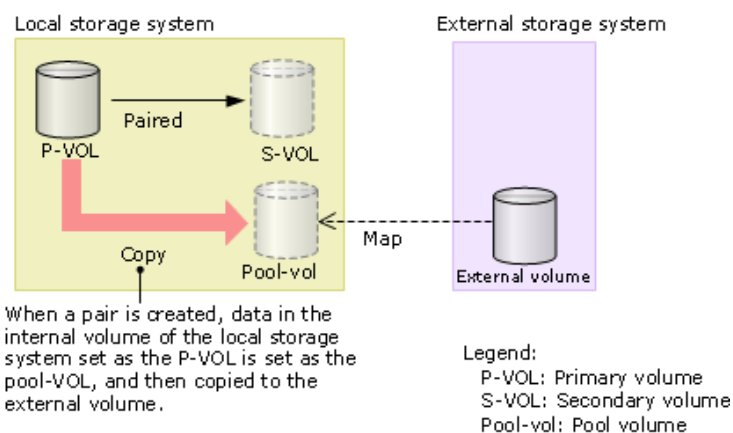 Local storage system
External storage system
Paired
P-VOL
S-VOL
Map
Copy
Pool-vol
External volume
When a pair is created, data in the
internal volume of the local storage
system set as the P-VOL is set as the
pool-VOL, and then copied to the
external volume.
Legend:
P-VOL: Primary volume
S-VOL: Secondary volume
Pool-vol: Pool volume